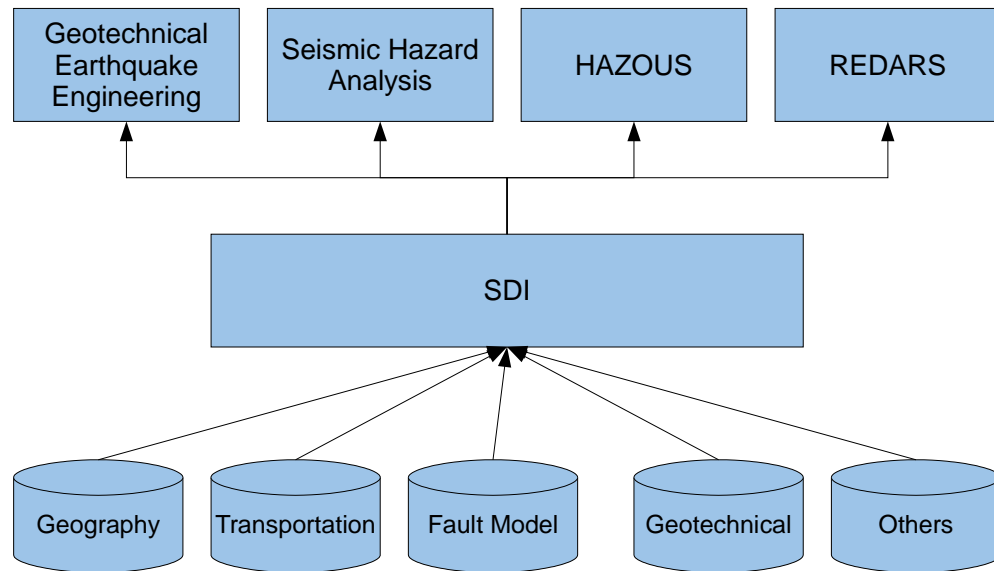 Geotechnical
Earthquake
Engineering
Seismic Hazard
Analysis
HAZOUS
REDARS
SDI
Geography
Transportation
Fault Model
Geotechnical
Others